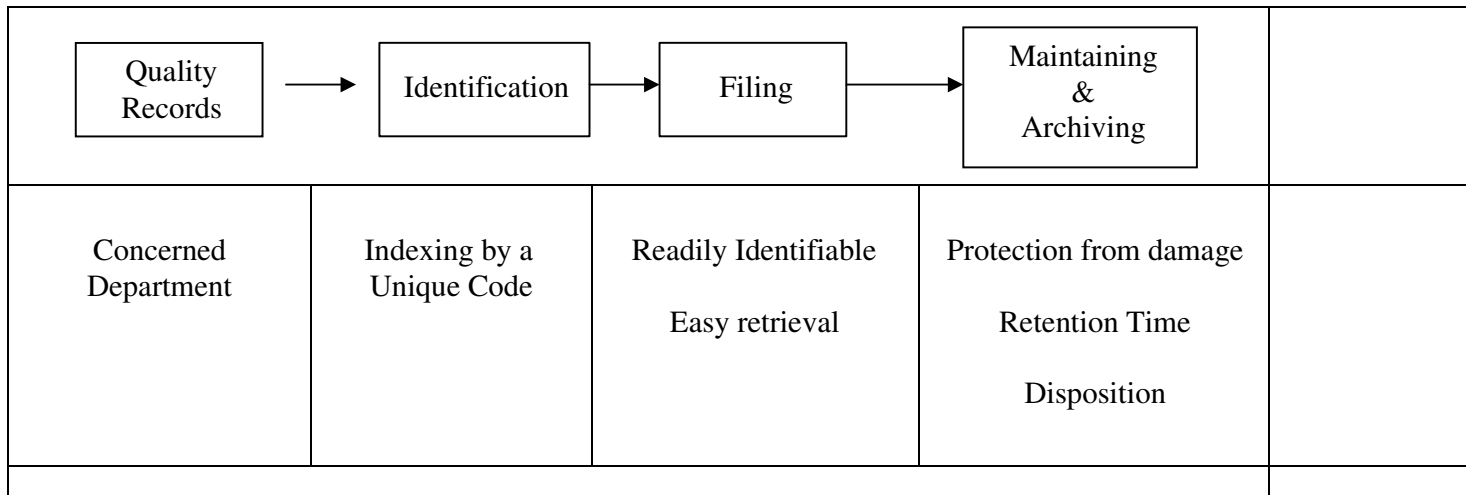 Quality
Records
Identification
Filing
Maintaining
&
Archiving
Concerned
Department
Indexing by a
Unique Code
Readily Identifiable
Easy retrieval
Protection from damage
Retention Time
Disposition